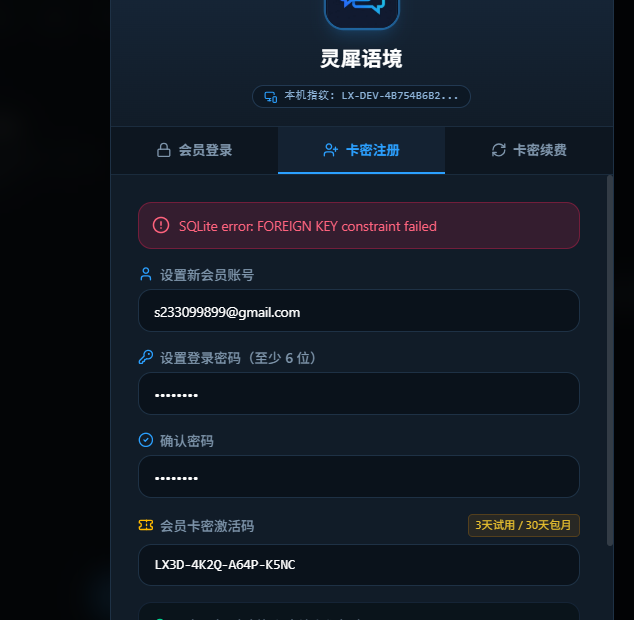 灵犀语境
本机指纹: LX-DEV-4B754B6B2...
会员登录
卡密注册
卡密续费
SQLite error: FOREIGN KEY constraint failed
设置新会员账号
s233099899@gmail.com
设置登录密码（至少 6 位）
••••••••
确认密码
••••••••
会员卡密激活码
3天试用 / 30天包月
LX3D-4K2Q-A64P-K5NC